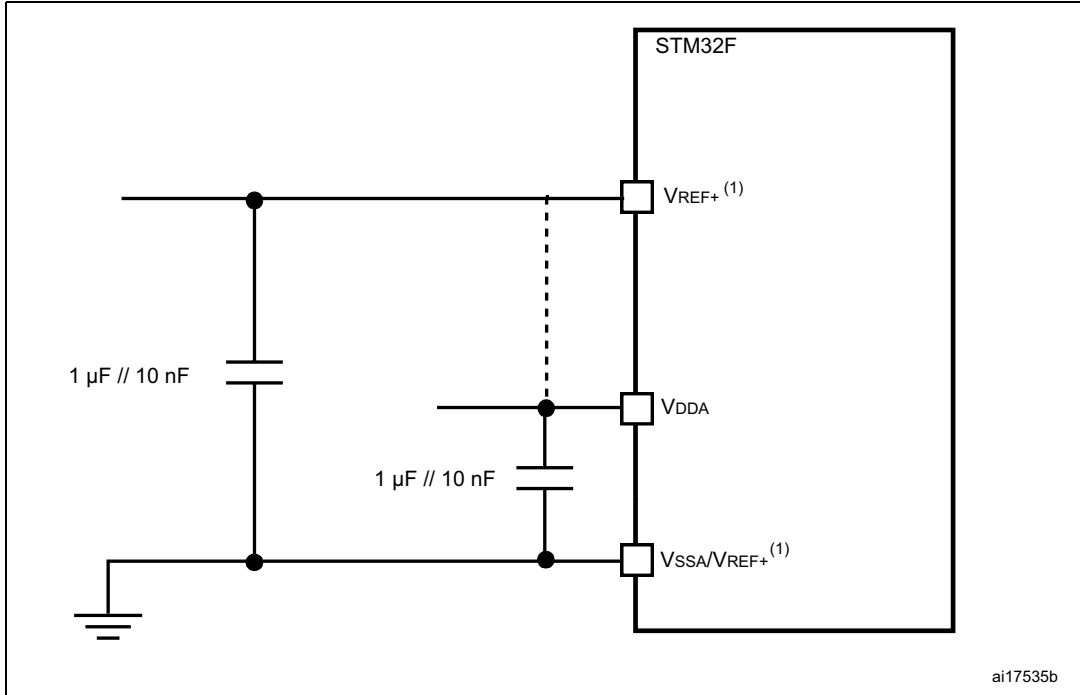 STM32F
VREF+ (1)
1 µF // 10 nF
VDDA
1 µF // 10 nF
VSSA/VREF+ (1)
ai17535b